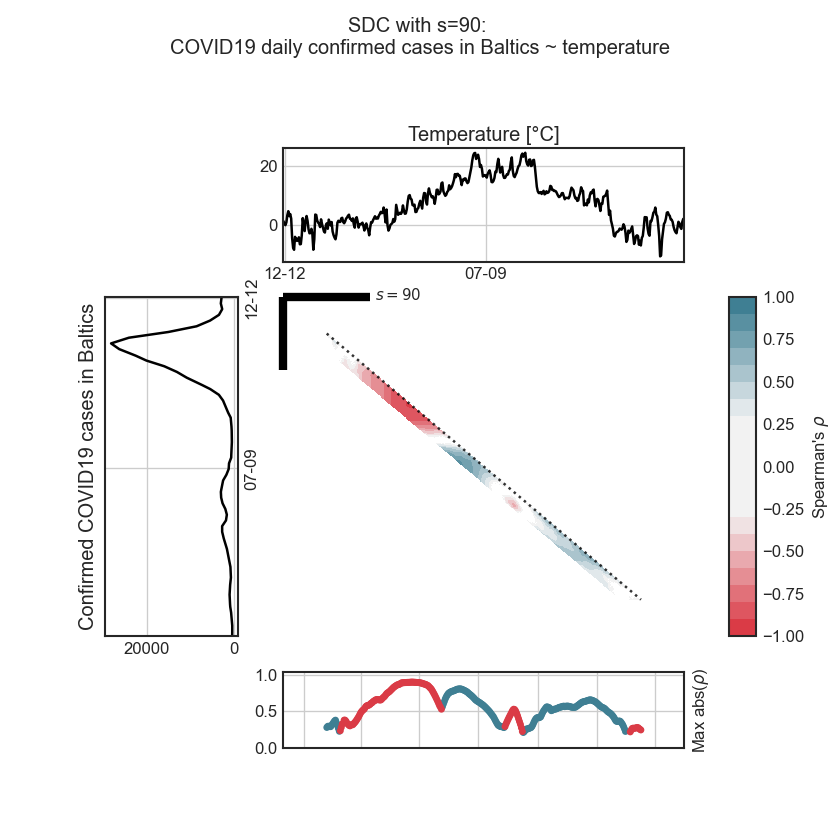 SDC with s=90:
COVID19 daily confirmed cases in Baltics ~ temperature
Temperature [°C]
20
0
12-12
07-09
Confirmed COVID19 cases in Baltics
12-12
07-09
20000
0
s = 90
1.00
0.75
0.50
0.25
0.00
−0.25
−0.50
−0.75
−1.00
Spearman's ρ
1.0
0.5
0.0
Max abs(ρ)